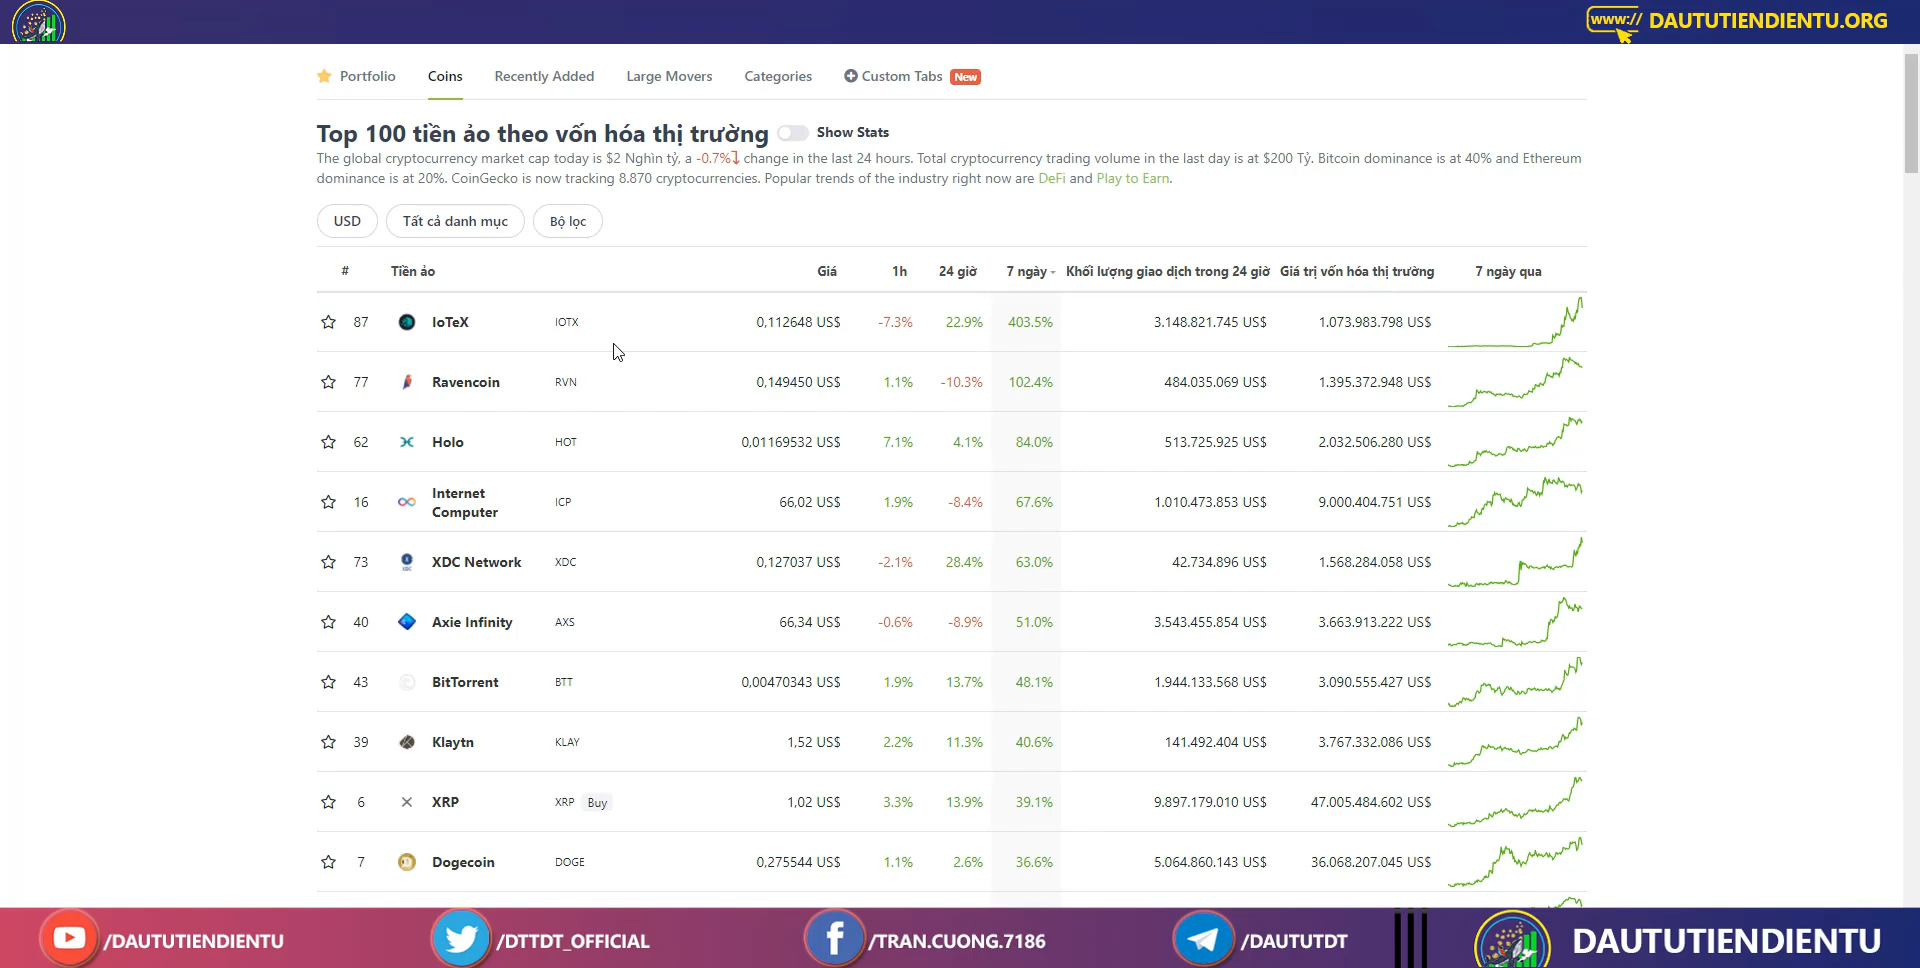 www:// DAUTUTIENDIENTU.ORG
Portfolio Coins Recently Added Large Movers Categories Custom Tabs New
Top 100 tiền ảo theo vốn hóa thị trường Show Stats
The global cryptocurrency market cap today is $2 Nghìn tỷ, a -0.7% change in the last 24 hours. Total cryptocurrency trading volume in the last day is at $200 Tỷ. Bitcoin dominance is at 40% and Ethereum
dominance is at 20%. CoinGecko is now tracking 8.870 cryptocurrencies. Popular trends of the industry right now are DeFi and Play to Earn.
USD Tất cả danh mục Bộ lọc
# Tiền ảo Giá 1h 24 giờ 7 ngày Khối lượng giao dịch trong 24 giờ Giá trị vốn hóa thị trường 7 ngày qua
87 IoTeX IOTX 0,112648 US$ -7.3% 22.9% 403.5% 3.148.821.745 US$ 1.073.983.798 US$
77 Ravencoin RVN 0,149450 US$ 1.1% -10.3% 102.4% 484.035.069 US$ 1.395.372.948 US$
62 Holo HOT 0,01169532 US$ 7.1% 4.1% 84.0% 513.725.925 US$ 2.032.506.280 US$
16 Internet Computer ICP 66,02 US$ 1.9% -8.4% 67.6% 1.010.473.853 US$ 9.000.404.751 US$
73 XDC Network XDC 0,127037 US$ -2.1% 28.4% 63.0% 42.734.896 US$ 1.568.284.058 US$
40 Axie Infinity AXS 66,34 US$ -0.6% -8.9% 51.0% 3.543.455.854 US$ 3.663.913.222 US$
43 BitTorrent BTT 0,00470343 US$ 1.9% 13.7% 48.1% 1.944.133.568 US$ 3.090.555.427 US$
39 Klaytn KLAY 1,52 US$ 2.2% 11.3% 40.6% 141.492.404 US$ 3.767.332.086 US$
6 XRP XRP Buy 1,02 US$ 3.3% 13.9% 39.1% 9.897.179.010 US$ 47.005.484.602 US$
7 Dogecoin DOGE 0,275544 US$ 1.1% 2.6% 36.6% 5.064.860.143 US$ 36.068.207.045 US$
/DAUTUTIENDIENTU /DTTDT_OFFICIAL /TRAN.CUONG.7186 /DAUTUTDT DAUTUTIENDIENTU